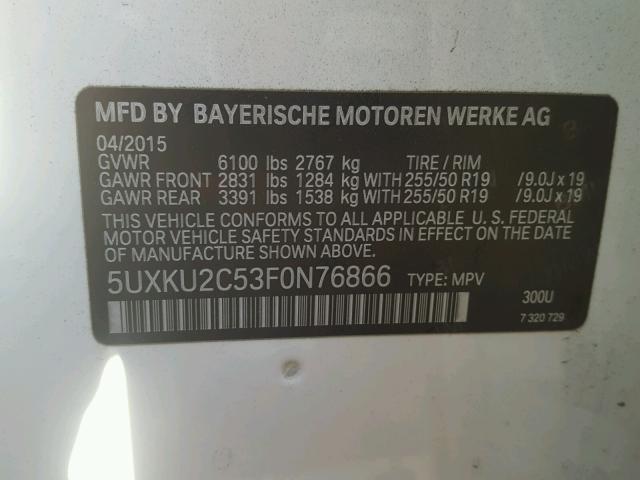 MFD BY BAYERISCHE MOTOREN WERKE AG
04/2015
GVWR 6100 lbs 2767 kg TIRE / RIM
GAWR FRONT 2831 lbs 1284 kg WITH 255/50 R19 /9.0J x 19
GAWR REAR 3391 lbs 1538 kg WITH 255/50 R19 /9.0J x 19
THIS VEHICLE CONFORMS TO ALL APPLICABLE U. S. FEDERAL
MOTOR VEHICLE SAFETY STANDARDS IN EFFECT ON THE
DATE OF MANUFACTURE SHOWN ABOVE.
5UXKU2C53F0N76866 TYPE: MPV
300U
7 320 729